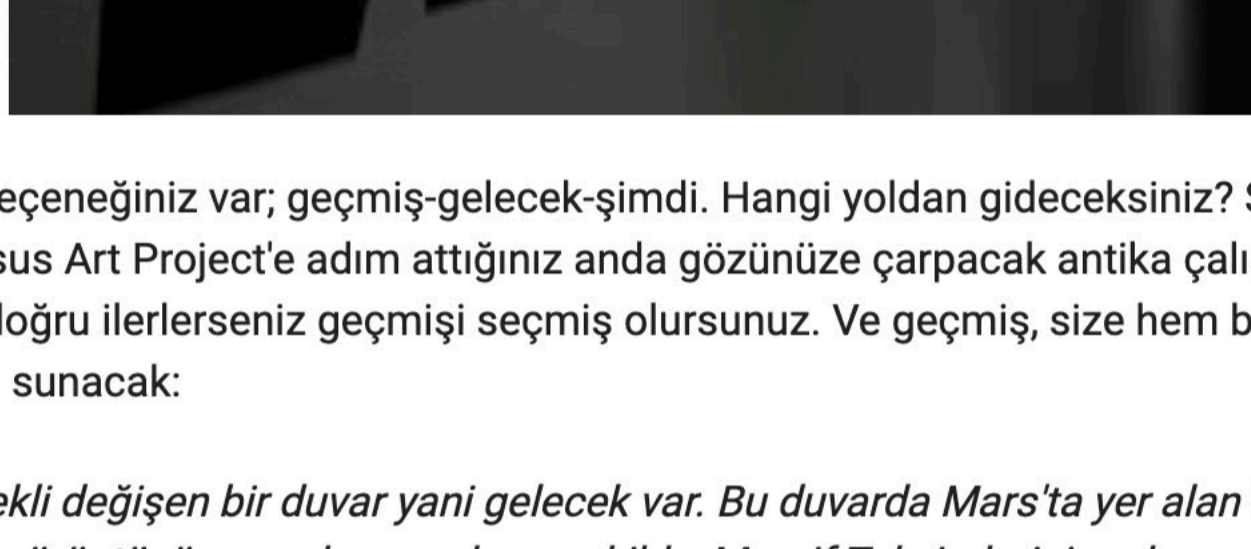 eçeneğiniz var; geçmiş-gelecek-şimdi. Hangi yoldan gideceksiniz?
sus Art Project'e adım attığınız anda gözünüze çarpacak antika çalı
doğru ilerlerseniz geçmişi seçmiş olursunuz. Ve geçmiş, size hem b
sunacak:
ekli değişen bir duvar yani gelecek var. Bu duvarda Mars'ta yer alan